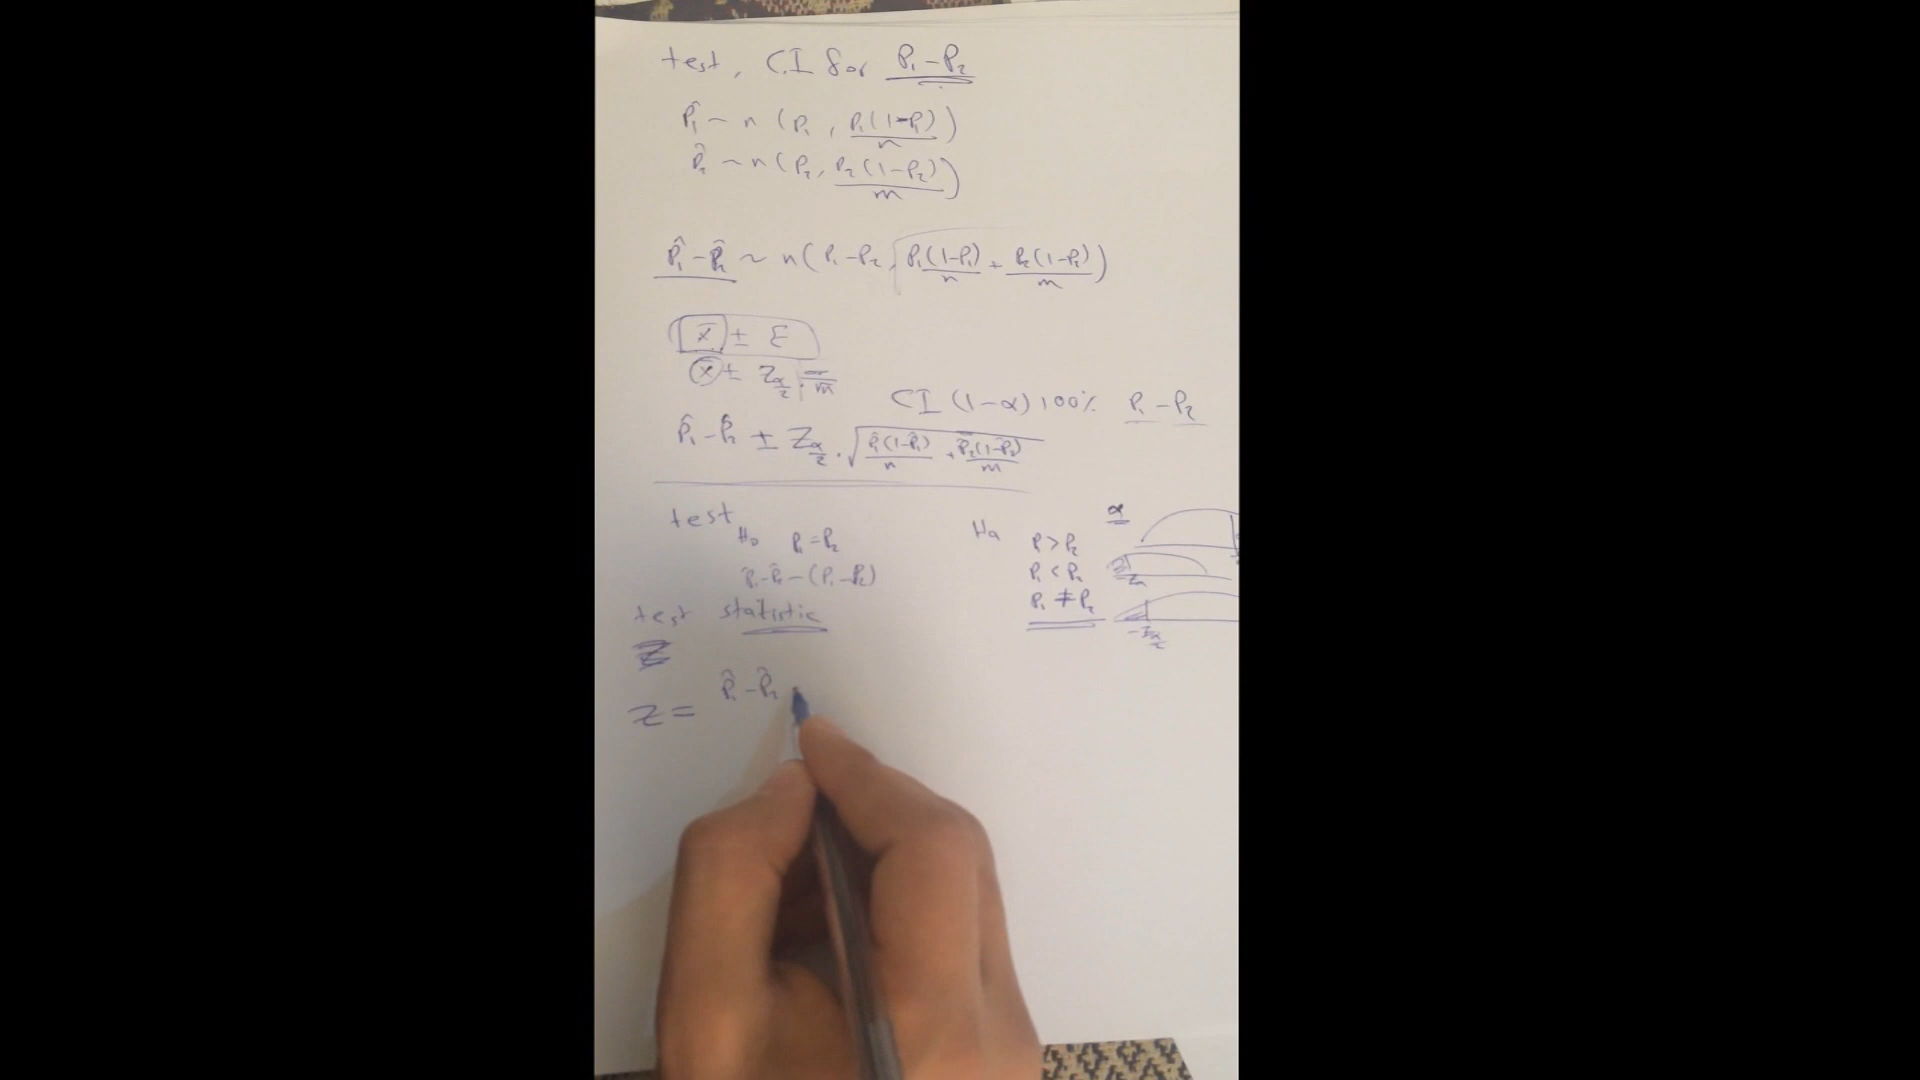 test, C.I for P₁-P₂
P̂₁ ~ n (P₁, P₁(1-P₁)/n)
P̂₂ ~ n (P₂, P₂(1-P₂)/m)
P̂₁-P̂₂ ~ n (P₁-P₂, P₁(1-P₁)/n + P₂(1-P₂)/m)
x̄ ± Ɛ
x̄ ± Z α/2 .
CI (1-α)100% P₁-P₂
P̂₁-P̂₂ ± Z α/2 . √(P̂₁(1-P̂₁)/n + P̂₂(1-P̂₂)/m)
test
H₀ P₁ = P₂
P̂₁-P̂₂-(P₁-P₂)
Ha
P₁ > P₂
P₁ < P₂
P₁ ≠ P₂
α
Zα
-Z α/2
test statistic
Z = P̂₁-P̂₂